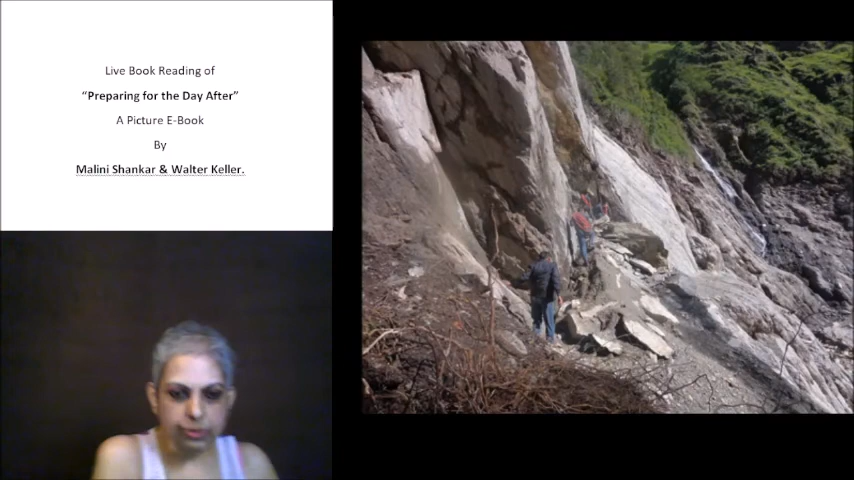 Live Book Reading of
“Preparing for the Day After”
A Picture E-Book
By
Malini Shankar & Walter Keller.